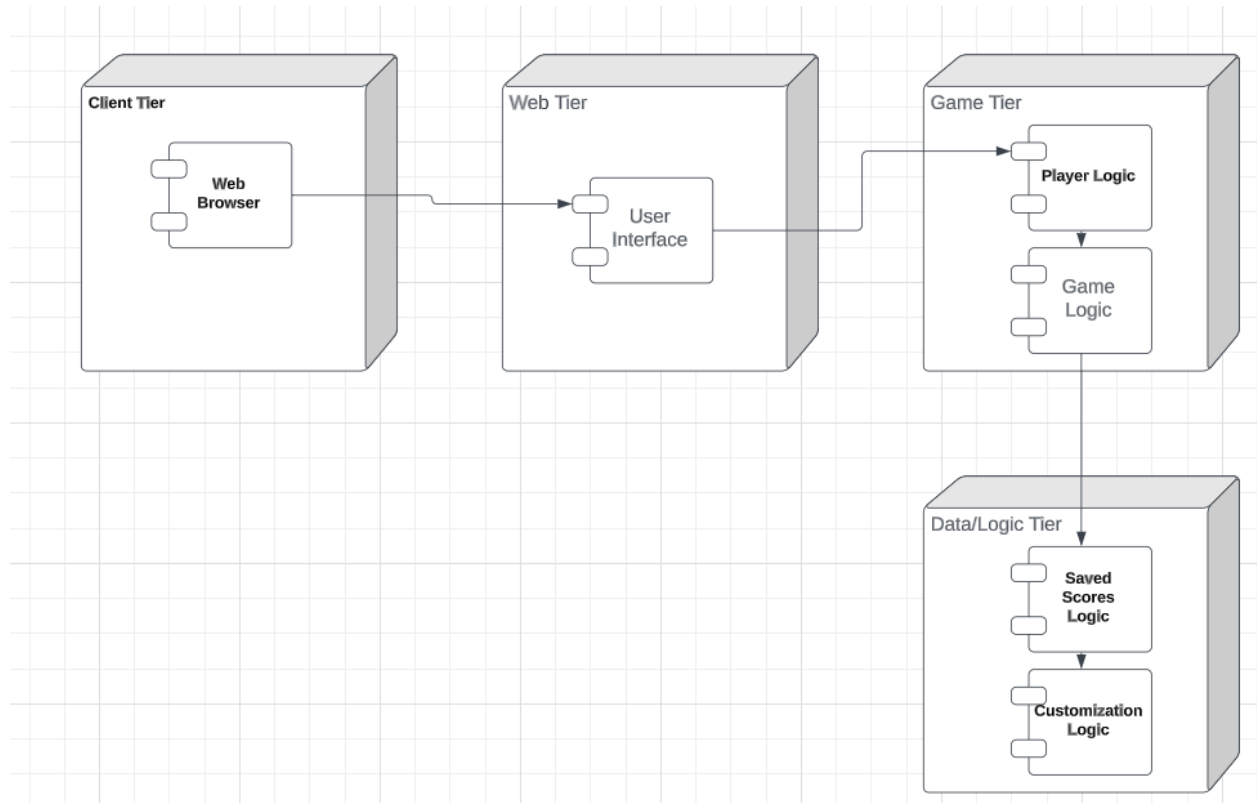 Client Tier
Web
Browser
Web Tier
User
Interface
Game Tier
Player Logic
Game
Logic
Data/Logic Tier
Saved
Scores
Logic
Customization
Logic